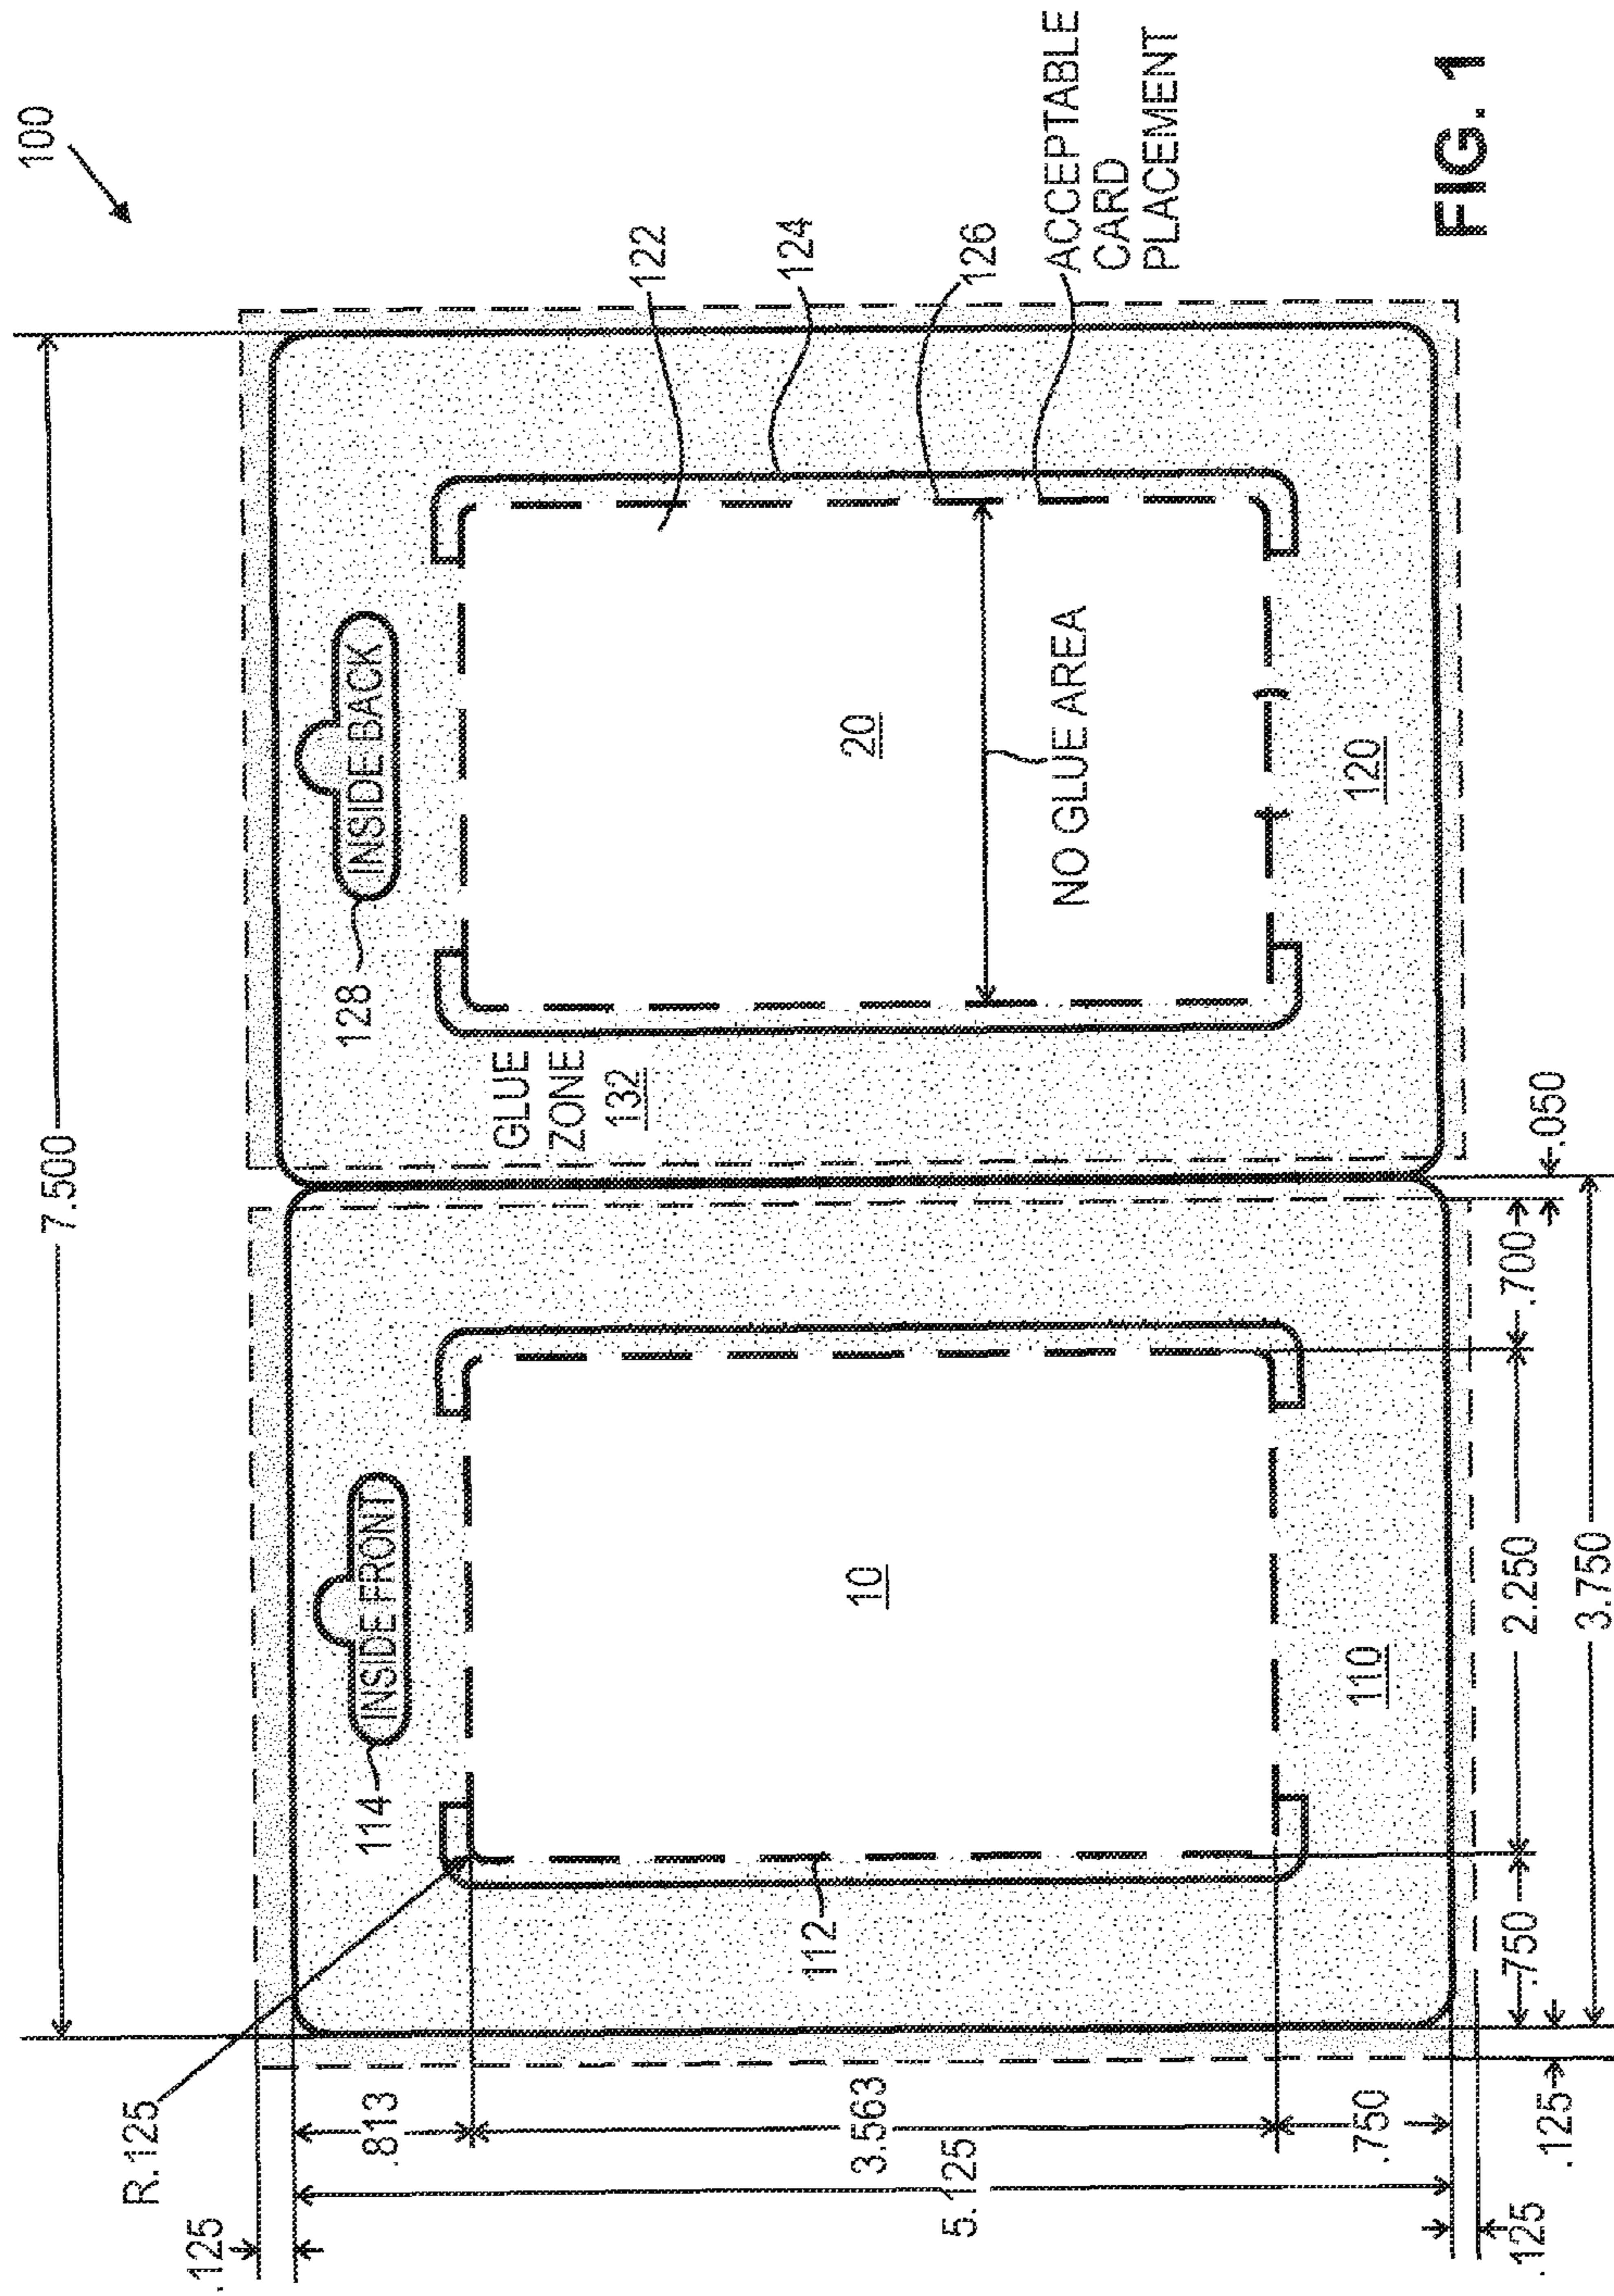 100
7.500
R.125
.125
.813
3.563
5.125
.750
.125
114
INSIDE FRONT
128
INSIDE BACK
GLUE
ZONE
132
112
10
110
20
120
NO GLUE AREA
122
124
126
ACCEPTABLE
CARD
PLACEMENT
.125
.750
2.250
.700
.050
3.750
FIG. 1